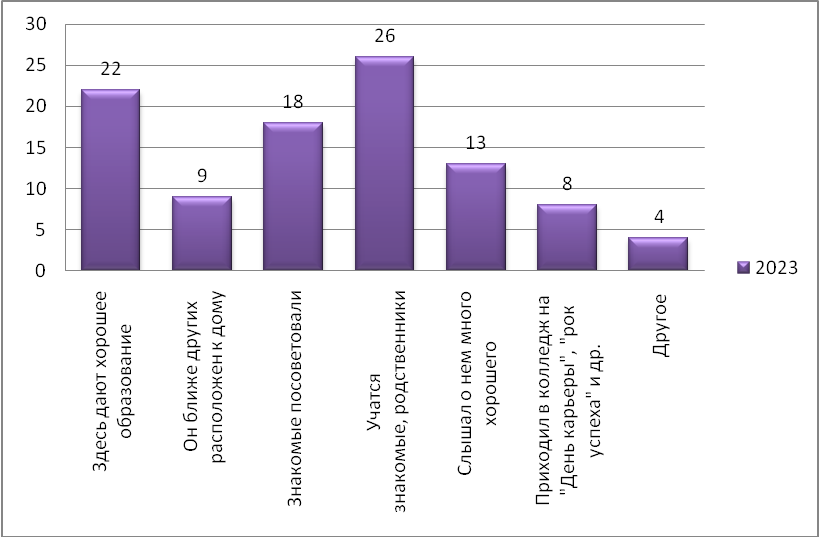 30
25
20
15
10
5
0
22
9
18
26
13
8
4
Здесь дают хорошее
образование
Он ближе других
расположен к дому
Знакомые посоветовали
Учатся
знакомые, родственники
Слышал о нем много
хорошего
Приходил в колледж на
"День карьеры", "рок
успеха" и др.
Другое
2023